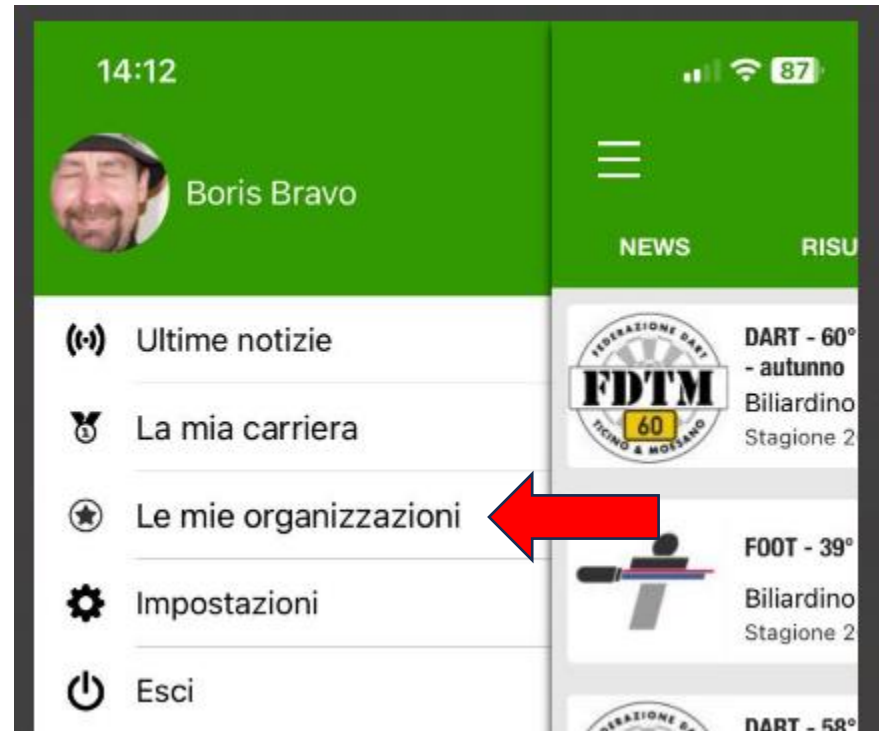 14:12
87
Boris Bravo
NEWS
RISU
Ultime notizie
La mia carriera
Le mie organizzazioni
Impostazioni
Esci
FEDERAZIONE DART
FDTM
60
TICINO & MOESANO
DART - 60°
- autunno
Biliardino
Stagione 2
FOOT - 39°
Biliardino
Stagione 2
DART - 58°